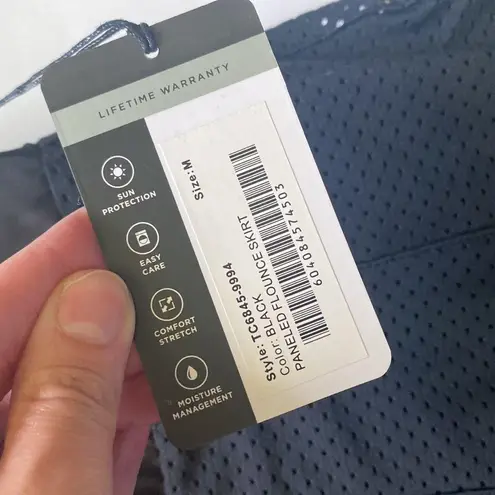 LIFETIME WARRANTY
SUN
PROTECTION
EASY
CARE
COMFORT
STRETCH
MOISTURE
MANAGEMENT
Size: M
Style: TC6845-9994
Color: BLACK
PANELED FLOUNCE SKIRT
604084574503